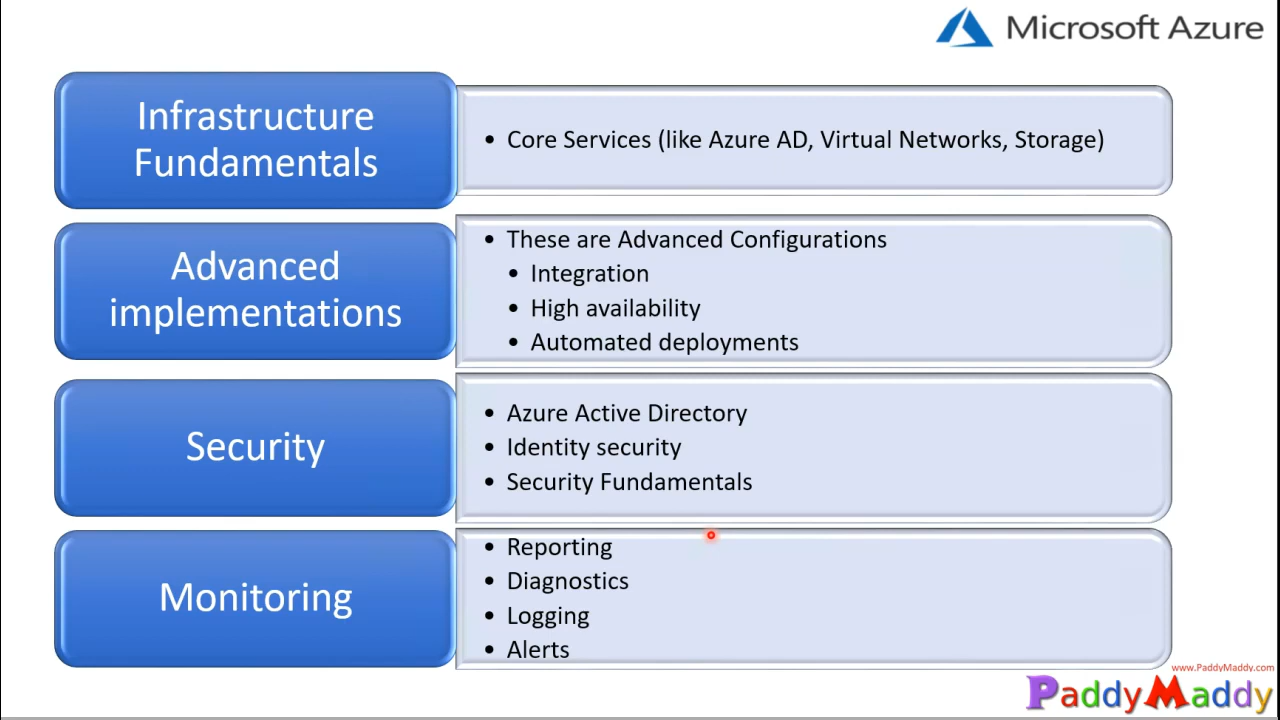 Microsoft Azure
Infrastructure
Fundamentals
• Core Services (like Azure AD, Virtual Networks, Storage)
Advanced
implementations
• These are Advanced Configurations
• Integration
• High availability
• Automated deployments
Security
• Azure Active Directory
• Identity security
• Security Fundamentals
Monitoring
• Reporting
• Diagnostics
• Logging
• Alerts
www.PaddyMaddy.com
PaddyMaddy